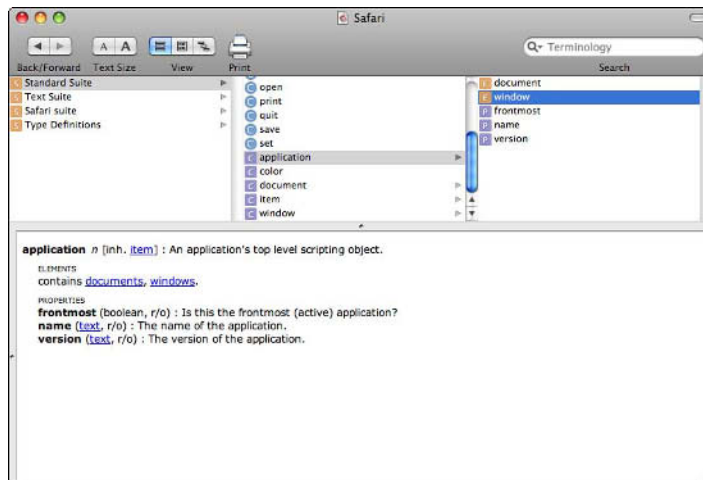 Safari
A A
Back/Forward Text Size View Print Search
Terminology
S Standard Suite
S Text Suite
S Safari suite
S Type Definitions
C open
C print
C quit
C save
C set
C application
C color
C document
C item
C window
E document
E window
P frontmost
P name
P version
application n [inh. item] : An application's top level scripting object.
ELEMENTS
contains documents, windows.
PROPERTIES
frontmost (boolean, r/o) : Is this the frontmost (active) application?
name (text, r/o) : The name of the application.
version (text, r/o) : The version of the application.